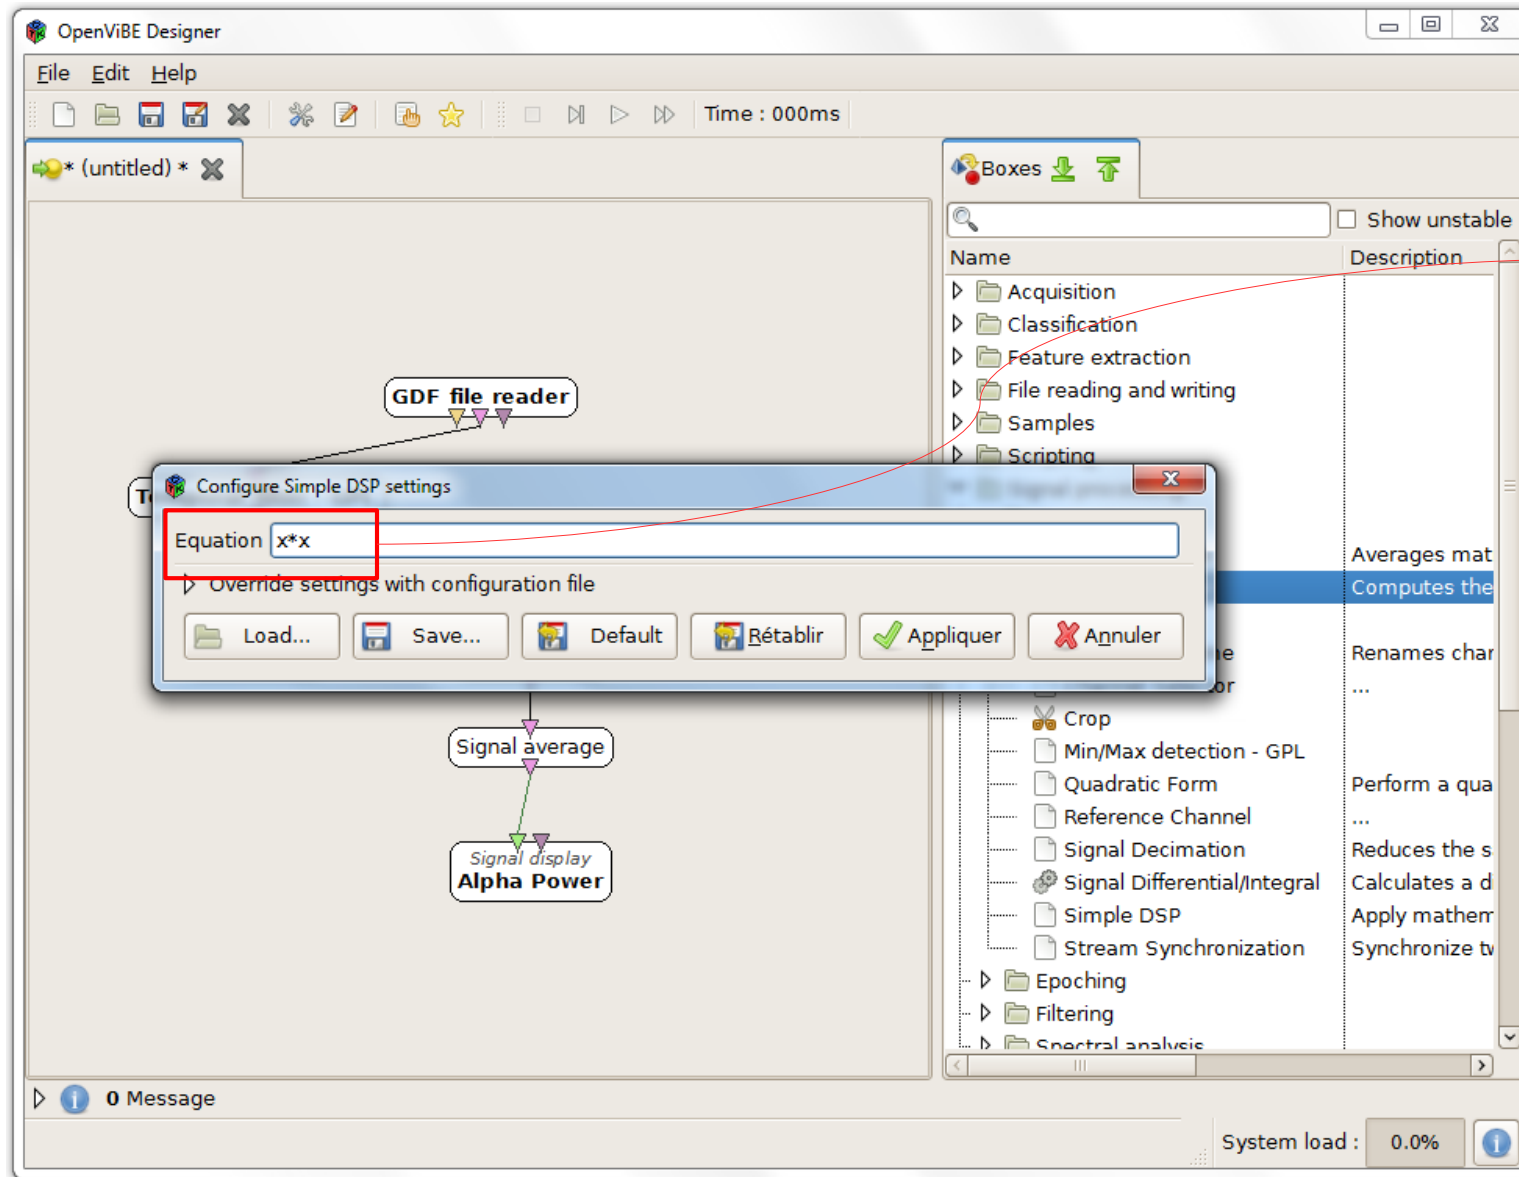 OpenViBE Designer
File Edit Help
Time : 000ms
* (untitled) *
Boxes
Show unstable
Name Description
Acquisition
Classification
Feature extraction
File reading and writing
Samples
Scripting
GDF file reader
Configure Simple DSP settings
Equation x*x
Override settings with configuration file
Load... Save... Default Rétablir Appliquer Annuler
Averages mat
Computes the
Renames char
...
Crop
Min/Max detection - GPL
Quadratic Form Perform a qua
Reference Channel ...
Signal Decimation Reduces the s
Signal Differential/Integral Calculates a d
Simple DSP Apply mathem
Stream Synchronization Synchronize tw
Epoching
Filtering
Spectral analysis
Signal average
Signal display
Alpha Power
0 Message
System load : 0.0%